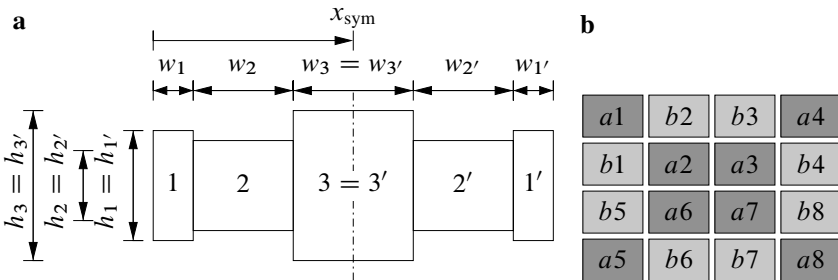 a
x_sym
w₁ w₂ w₃ = w₃′ w₂′ w₁′
h₃ = h₃′
h₂ = h₂′
h₁ = h₁′
1 2 3 = 3′ 2′ 1′
b
a1 b2 b3 a4
b1 a2 a3 b4
b5 a6 a7 b8
a5 b6 b7 a8